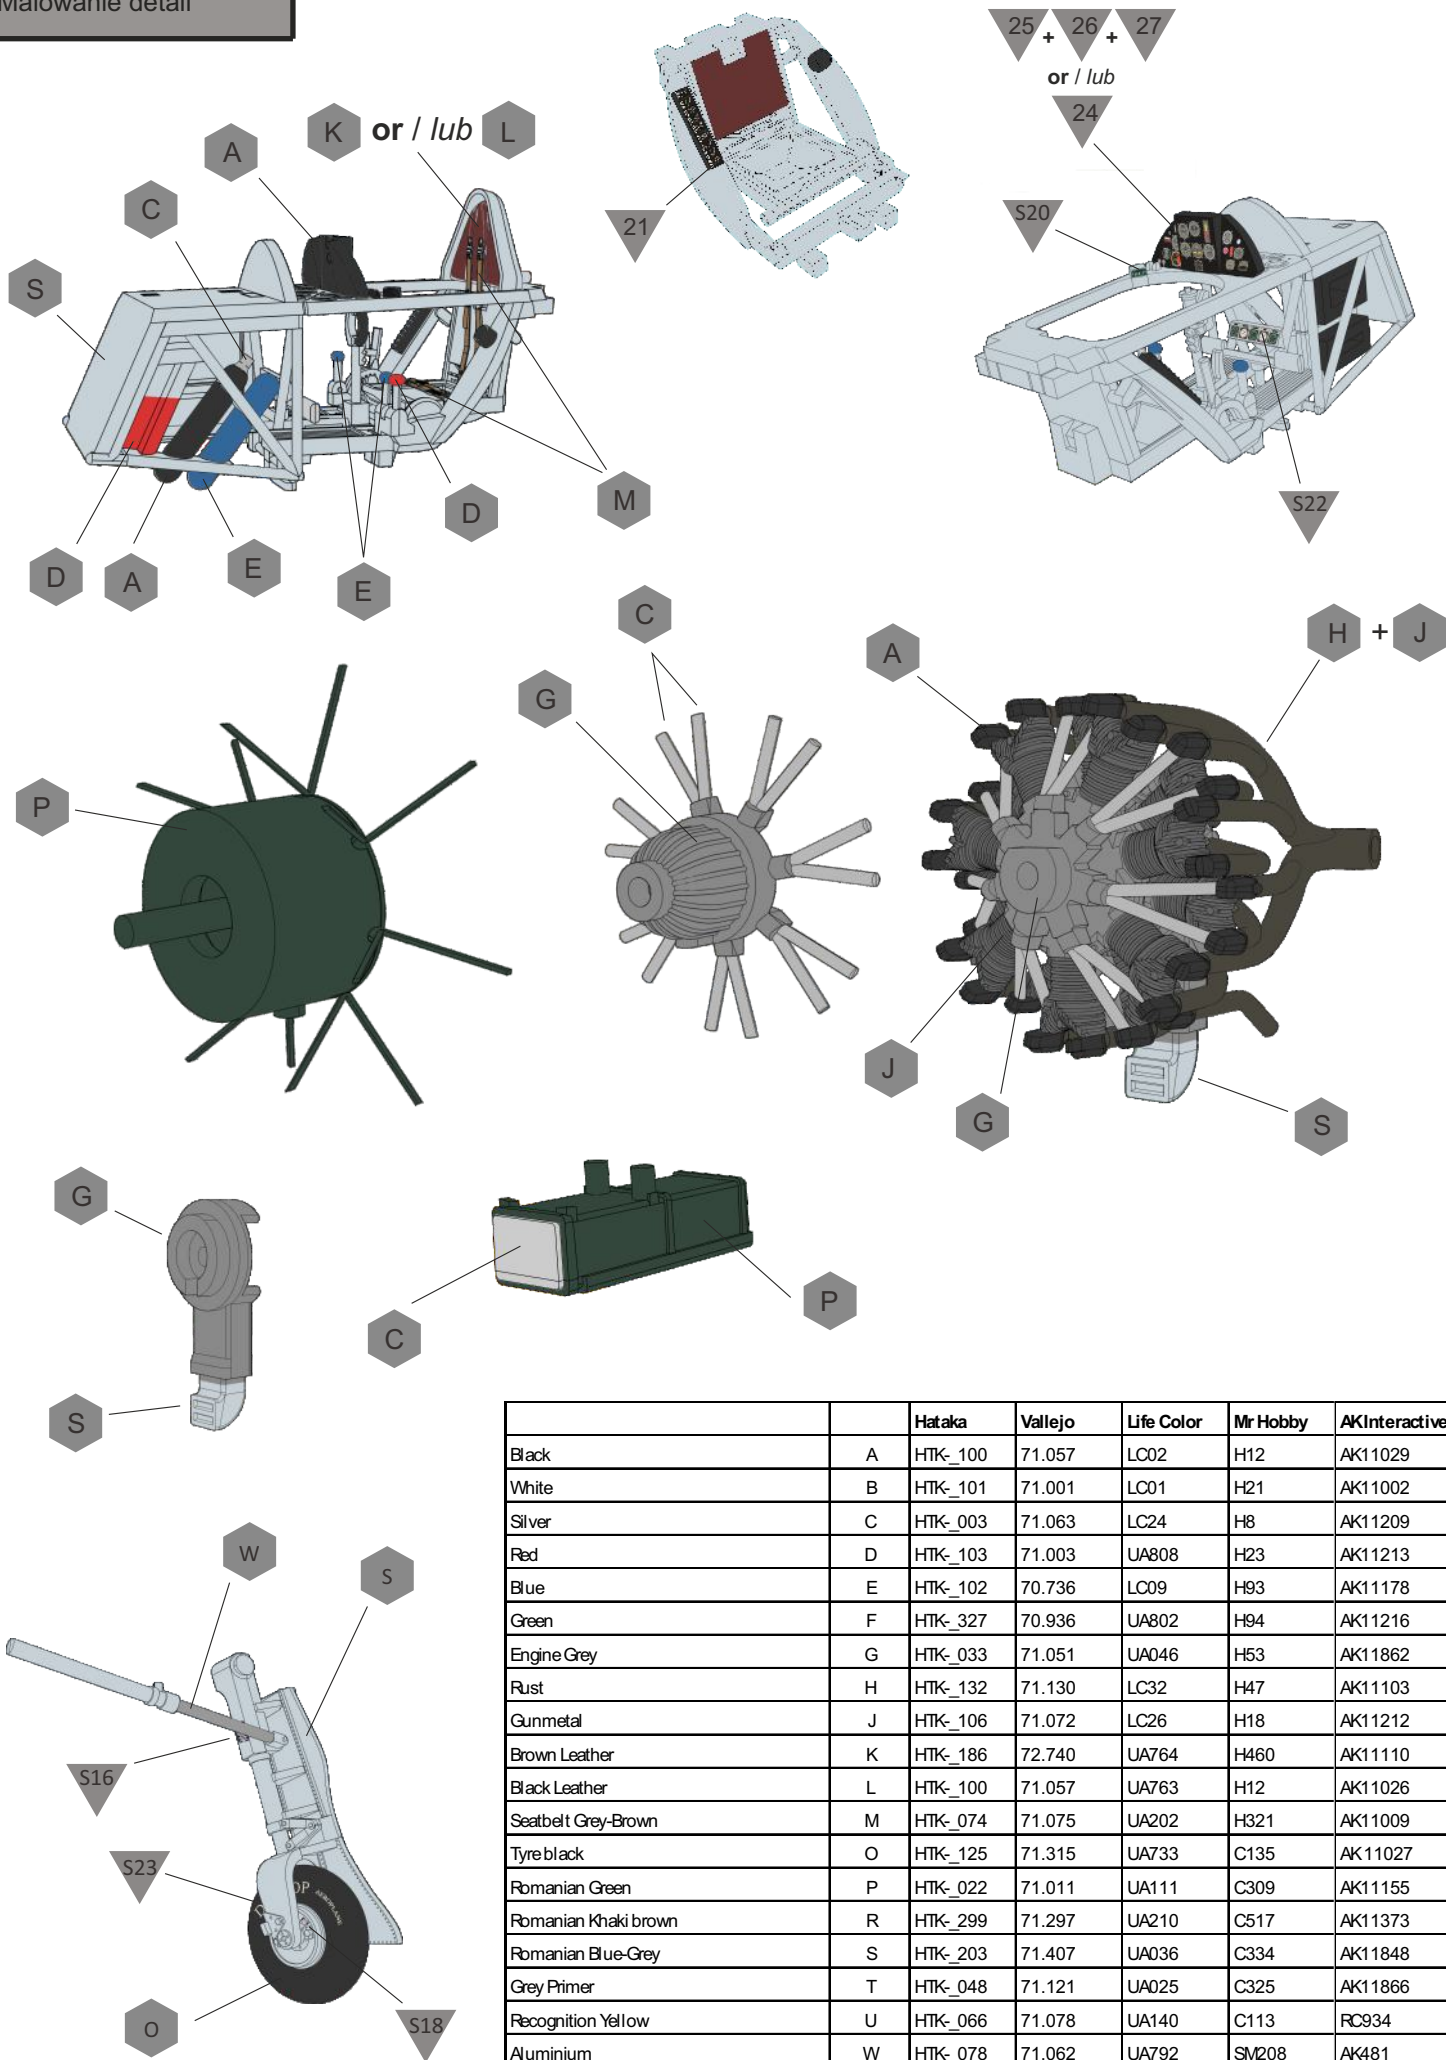 Malowanie detali
25 + 26 + 27
or / lub
24
K or / lub L
A
C
S
21
S20
S22
M
D
D
A
E
E
C
H + J
A
G
P
J
G
S
G
C
P
S
W
S
S16
S23
DP AEROPLANE
O
S18
Hataka Vallejo Life Color Mr Hobby AKInteractive
Black A HTK-_100 71.057 LC02 H12 AK11029
White B HTK-_101 71.001 LC01 H21 AK11002
Silver C HTK-_003 71.063 LC24 H8 AK11209
Red D HTK-_103 71.003 UA808 H23 AK11213
Blue E HTK-_102 70.736 LC09 H93 AK11178
Green F HTK-_327 70.936 UA802 H94 AK11216
Engine Grey G HTK-_033 71.051 UA046 H53 AK11862
Rust H HTK-_132 71.130 LC32 H47 AK11103
Gunmetal J HTK-_106 71.072 LC26 H18 AK11212
Brown Leather K HTK-_186 72.740 UA764 H460 AK11110
Black Leather L HTK-_100 71.057 UA763 H12 AK11026
Seatbelt Grey-Brown M HTK-_074 71.075 UA202 H321 AK11009
Tyre black O HTK-_125 71.315 UA733 C135 AK 11027
Romanian Green P HTK-_022 71.011 UA111 C309 AK11155
Romanian Khaki brown R HTK-_299 71.297 UA210 C517 AK11373
Romanian Blue-Grey S HTK-_203 71.407 UA036 C334 AK11848
Grey Primer T HTK-_048 71.121 UA025 C325 AK11866
Recognition Yellow U HTK-_066 71.078 UA140 C113 RC934
Aluminium W HTK-_078 71.062 UA792 SM208 AK481